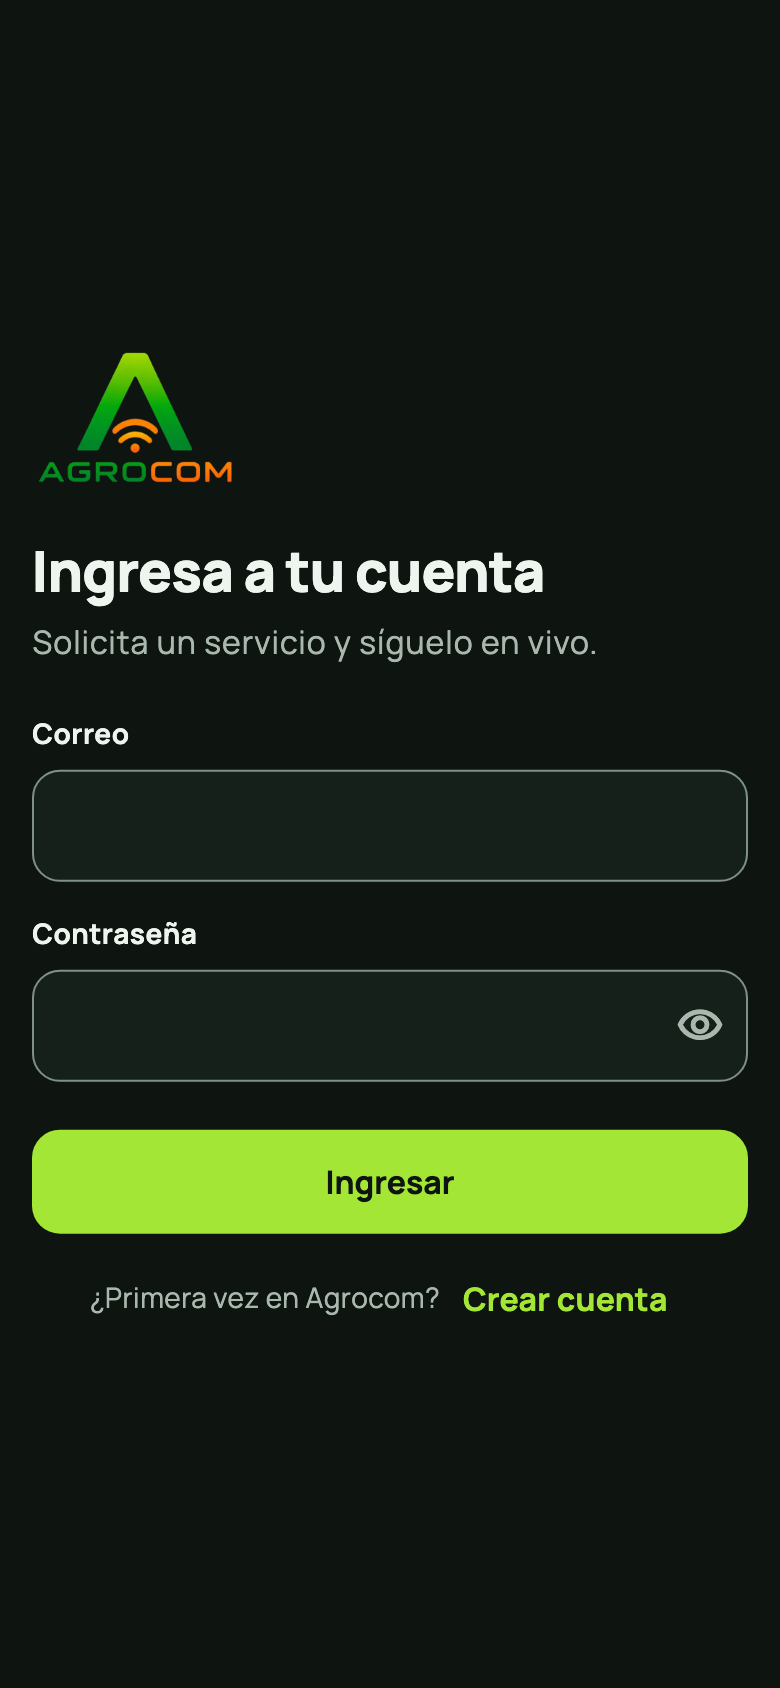 AGROCOM
Ingresa a tu cuenta
Solicita un servicio y síguelo en vivo.
Correo
Contraseña
Ingresar
¿Primera vez en Agrocom? Crear cuenta